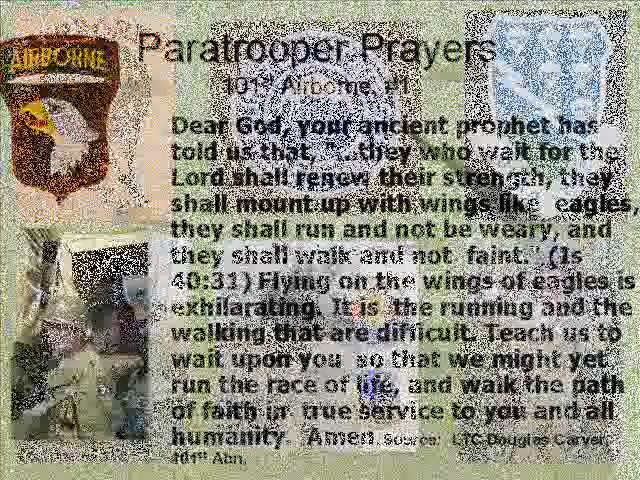 Paratrooper Prayers
AIRBORNE
101st Airborne, #1
Dear God, your ancient prophet has
told us that, "...they who wait for the
Lord shall renew their strength, they
shall mount up with wings like eagles,
they shall run and not be weary, and
they shall walk and not faint." (Is
40:31) Flying on the wings of eagles is
exhilarating. It is the running and the
walking that are difficult. Teach us to
wait upon you so that we might yet
run the race of life, and walk the path
of faith in true service to you and all
humanity. Amen. Source: LTC Douglas Carver,
101st Abn.